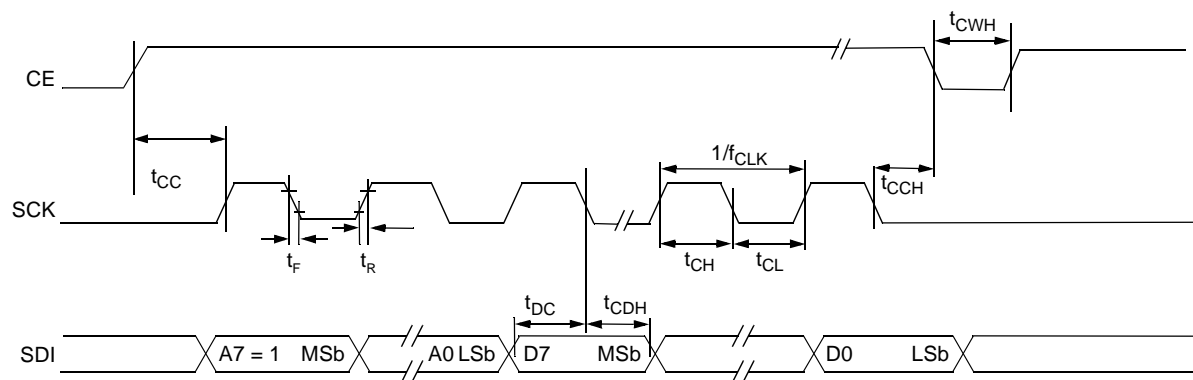 tCWH
CE
tCC
1/fCLK
tCCH
SCK
tF
tR
tCH
tCL
tDC
tCDH
SDI
A7 = 1 MSb
A0 LSb
D7 MSb
D0 LSb